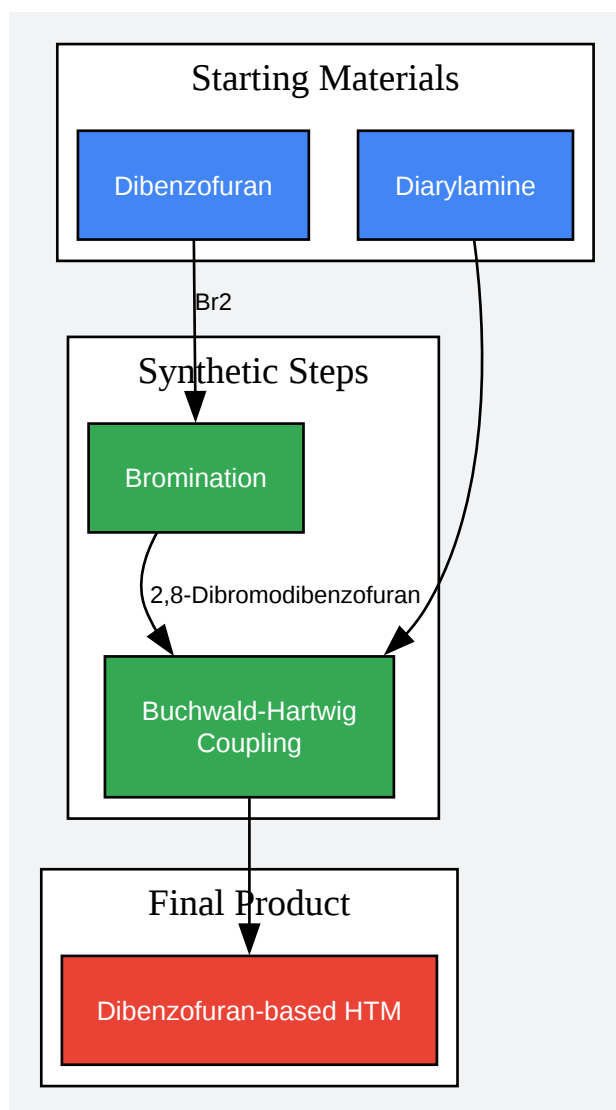 Starting Materials
Dibenzofuran
Diarylamine
Br2
Synthetic Steps
Bromination
2,8-Dibromodibenzofuran
Buchwald-Hartwig
Coupling
Final Product
Dibenzofuran-based HTM